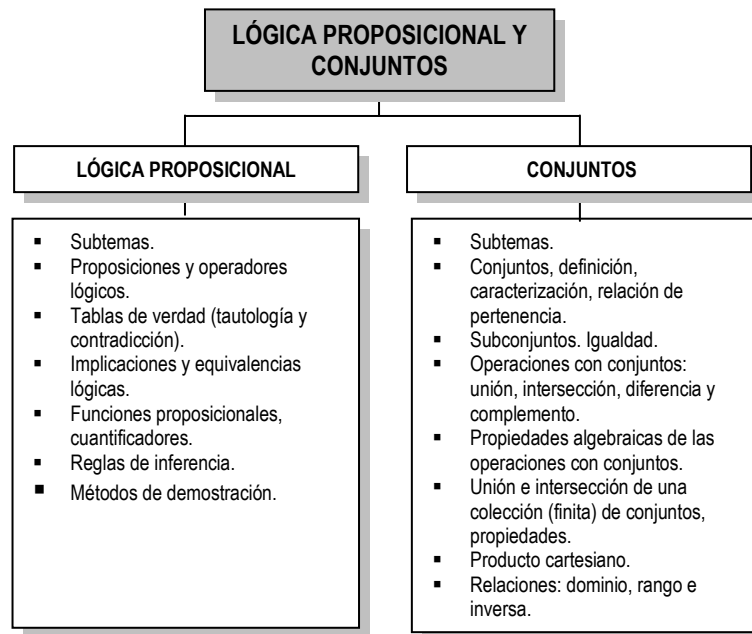 LÓGICA PROPOSICIONAL Y
CONJUNTOS
LÓGICA PROPOSICIONAL
▪ Subtemas.
▪ Proposiciones y operadores
lógicos.
▪ Tablas de verdad (tautología y
contradicción).
▪ Implicaciones y equivalencias
lógicas.
▪ Funciones proposicionales,
cuantificadores.
▪ Reglas de inferencia.
▪ Métodos de demostración.
CONJUNTOS
▪ Subtemas.
▪ Conjuntos, definición,
caracterización, relación de
pertenencia.
▪ Subconjuntos. Igualdad.
▪ Operaciones con conjuntos:
unión, intersección, diferencia y
complemento.
▪ Propiedades algebraicas de las
operaciones con conjuntos.
▪ Unión e intersección de una
colección (finita) de conjuntos,
propiedades.
▪ Producto cartesiano.
▪ Relaciones: dominio, rango e
inversa.